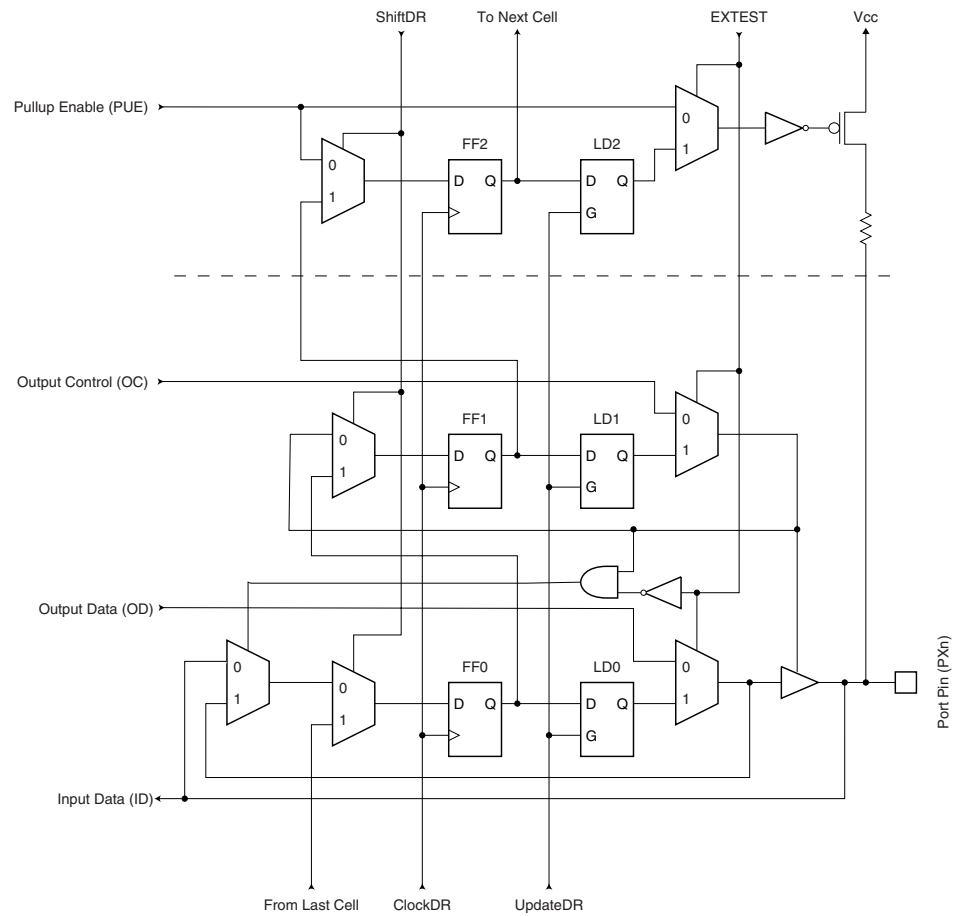 ShiftDR To Next Cell EXTEST Vcc
Pullup Enable (PUE)
0
1
FF2
D Q
LD2
D Q
G
0
1
Output Control (OC)
0
1
FF1
D Q
LD1
D Q
G
0
1
Output Data (OD)
0
1
0
1
FF0
D Q
LD0
D Q
G
0
1
Port Pin (PXn)
Input Data (ID)
From Last Cell ClockDR UpdateDR